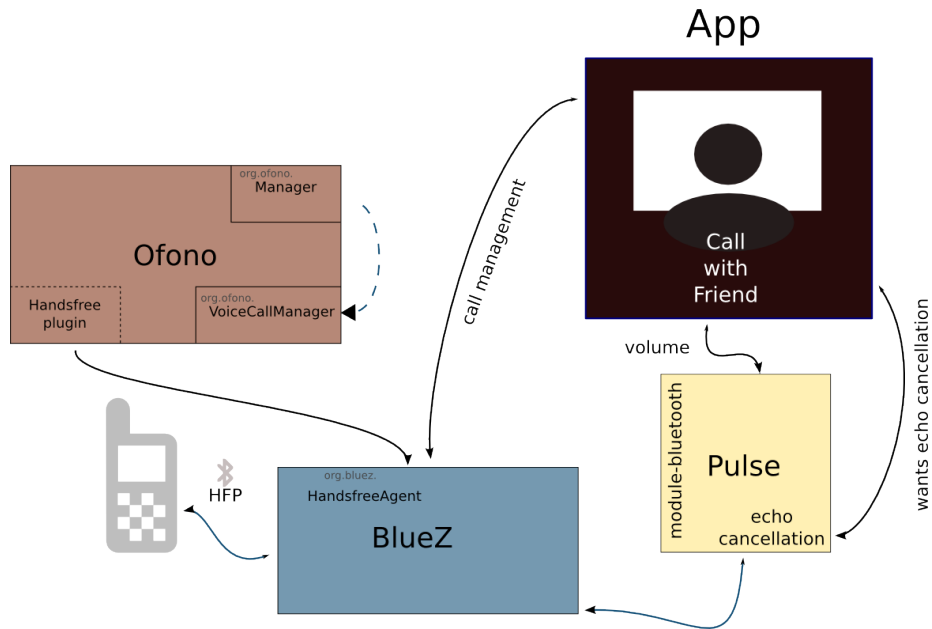 App
org.ofono.
Manager
Ofono
Handsfree
plugin
org.ofono.
VoiceCallManager
call management
Call
with
Friend
volume
wants echo cancellation
module-bluetooth
Pulse
echo
cancellation
HFP
org.bluez.
HandsfreeAgent
BlueZ